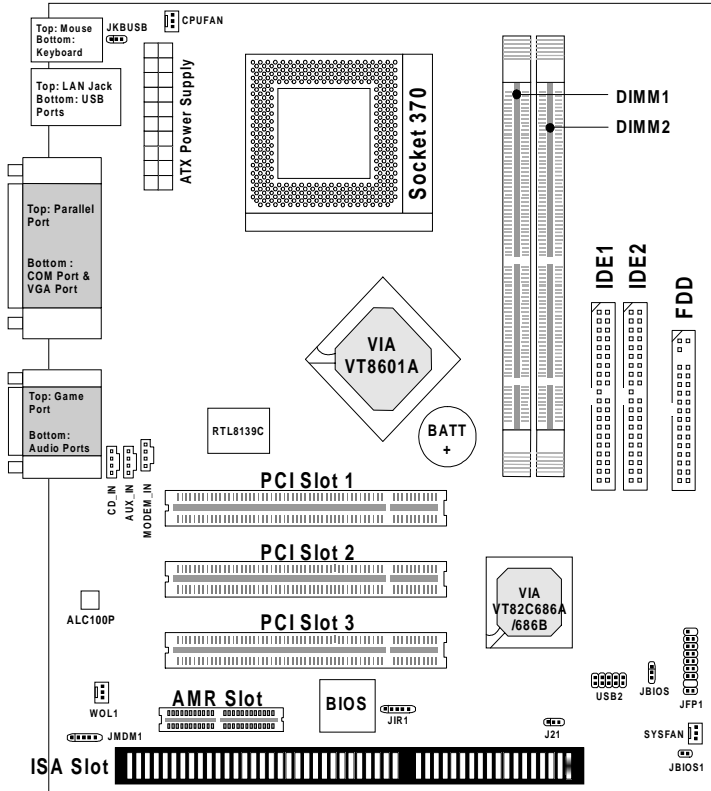 Top: Mouse
Bottom:
Keyboard
JKBUSB
CPUFAN
Top: LAN Jack
Bottom: USB
Ports
ATX Power Supply
Socket 370
DIMM1
DIMM2
Top: Parallel
Port
Bottom :
COM Port &
VGA Port
IDE1
IDE2
FDD
VIA
VT8601A
Top: Game
Port
Bottom:
Audio Ports
RTL8139C
BATT
+
CD_IN
AUX_IN
MODEM_IN
PCI Slot 1
PCI Slot 2
VIA
VT82C686A
/686B
ALC100P
PCI Slot 3
WOL1
AMR Slot
BIOS
JIR1
USB2
JBIOS
JFP1
JMDM1
J21
SYSFAN
JBIOS1
ISA Slot